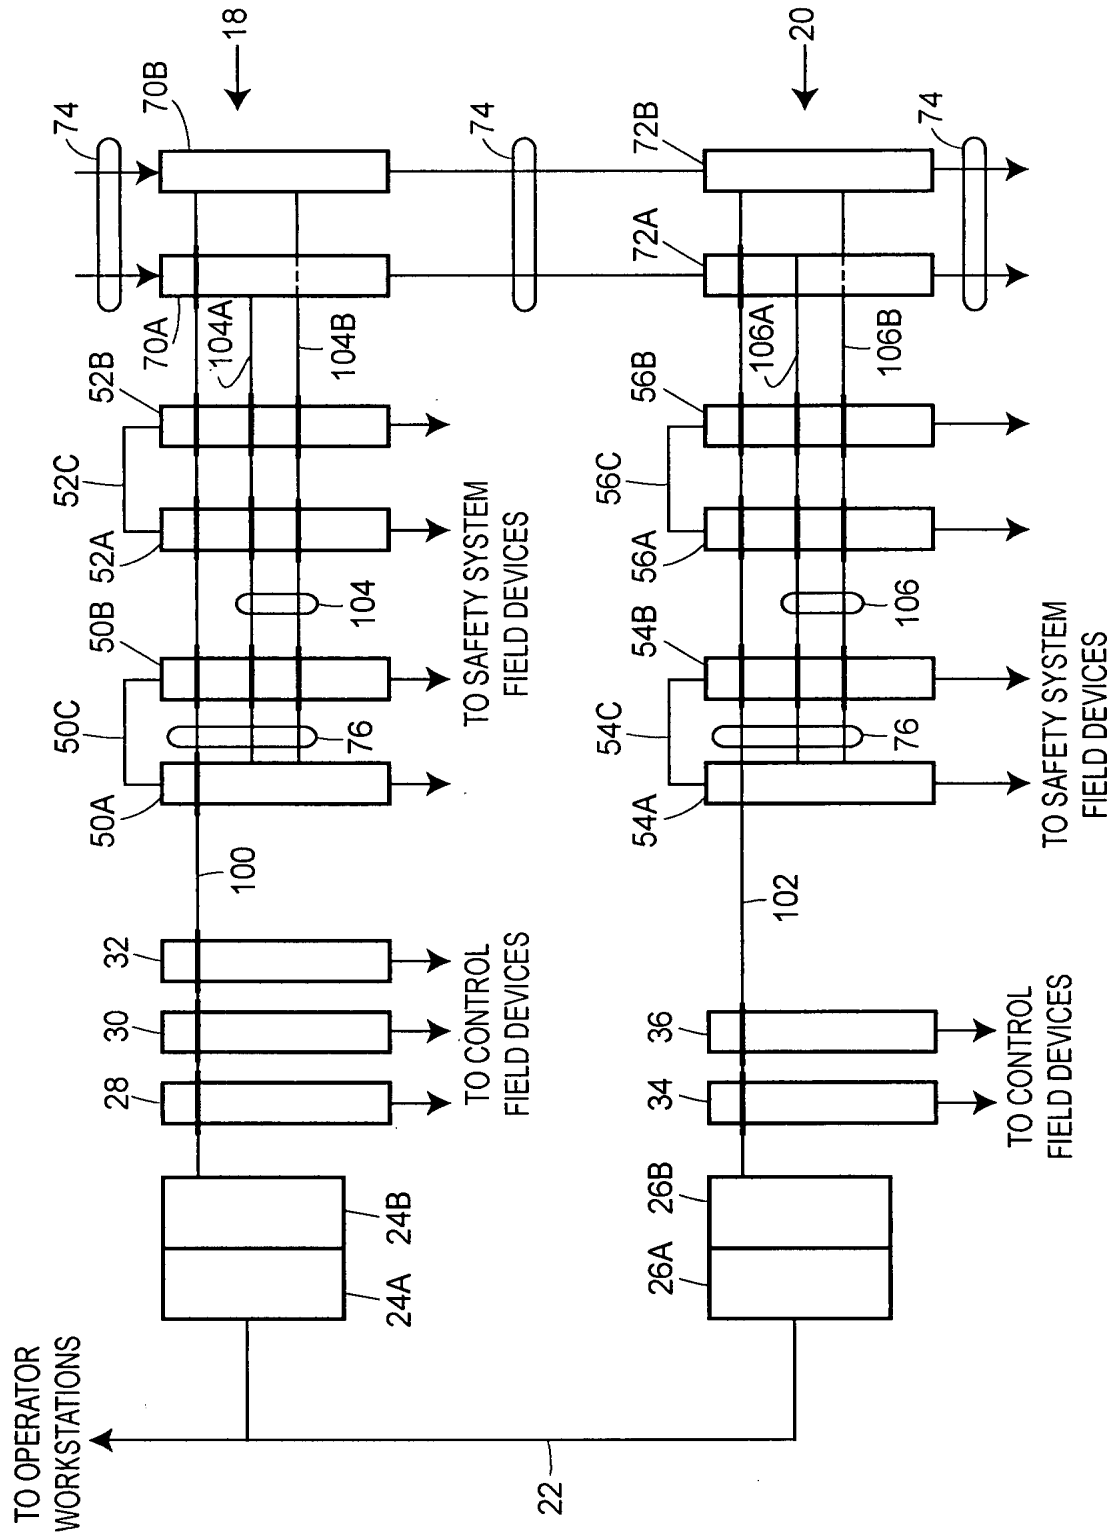 TO OPERATOR
WORKSTATIONS
22
24A
24B
28
30
32
TO CONTROL
FIELD DEVICES
100
50A
50C
50B
76
104
52A
52C
52B
TO SAFETY SYSTEM
FIELD DEVICES
70A
104A
104B
70B
74
18
74
26A
26B
34
36
TO CONTROL
FIELD DEVICES
102
54A
54C
54B
76
106
56A
56C
56B
TO SAFETY SYSTEM
FIELD DEVICES
72A
106A
106B
72B
20
74